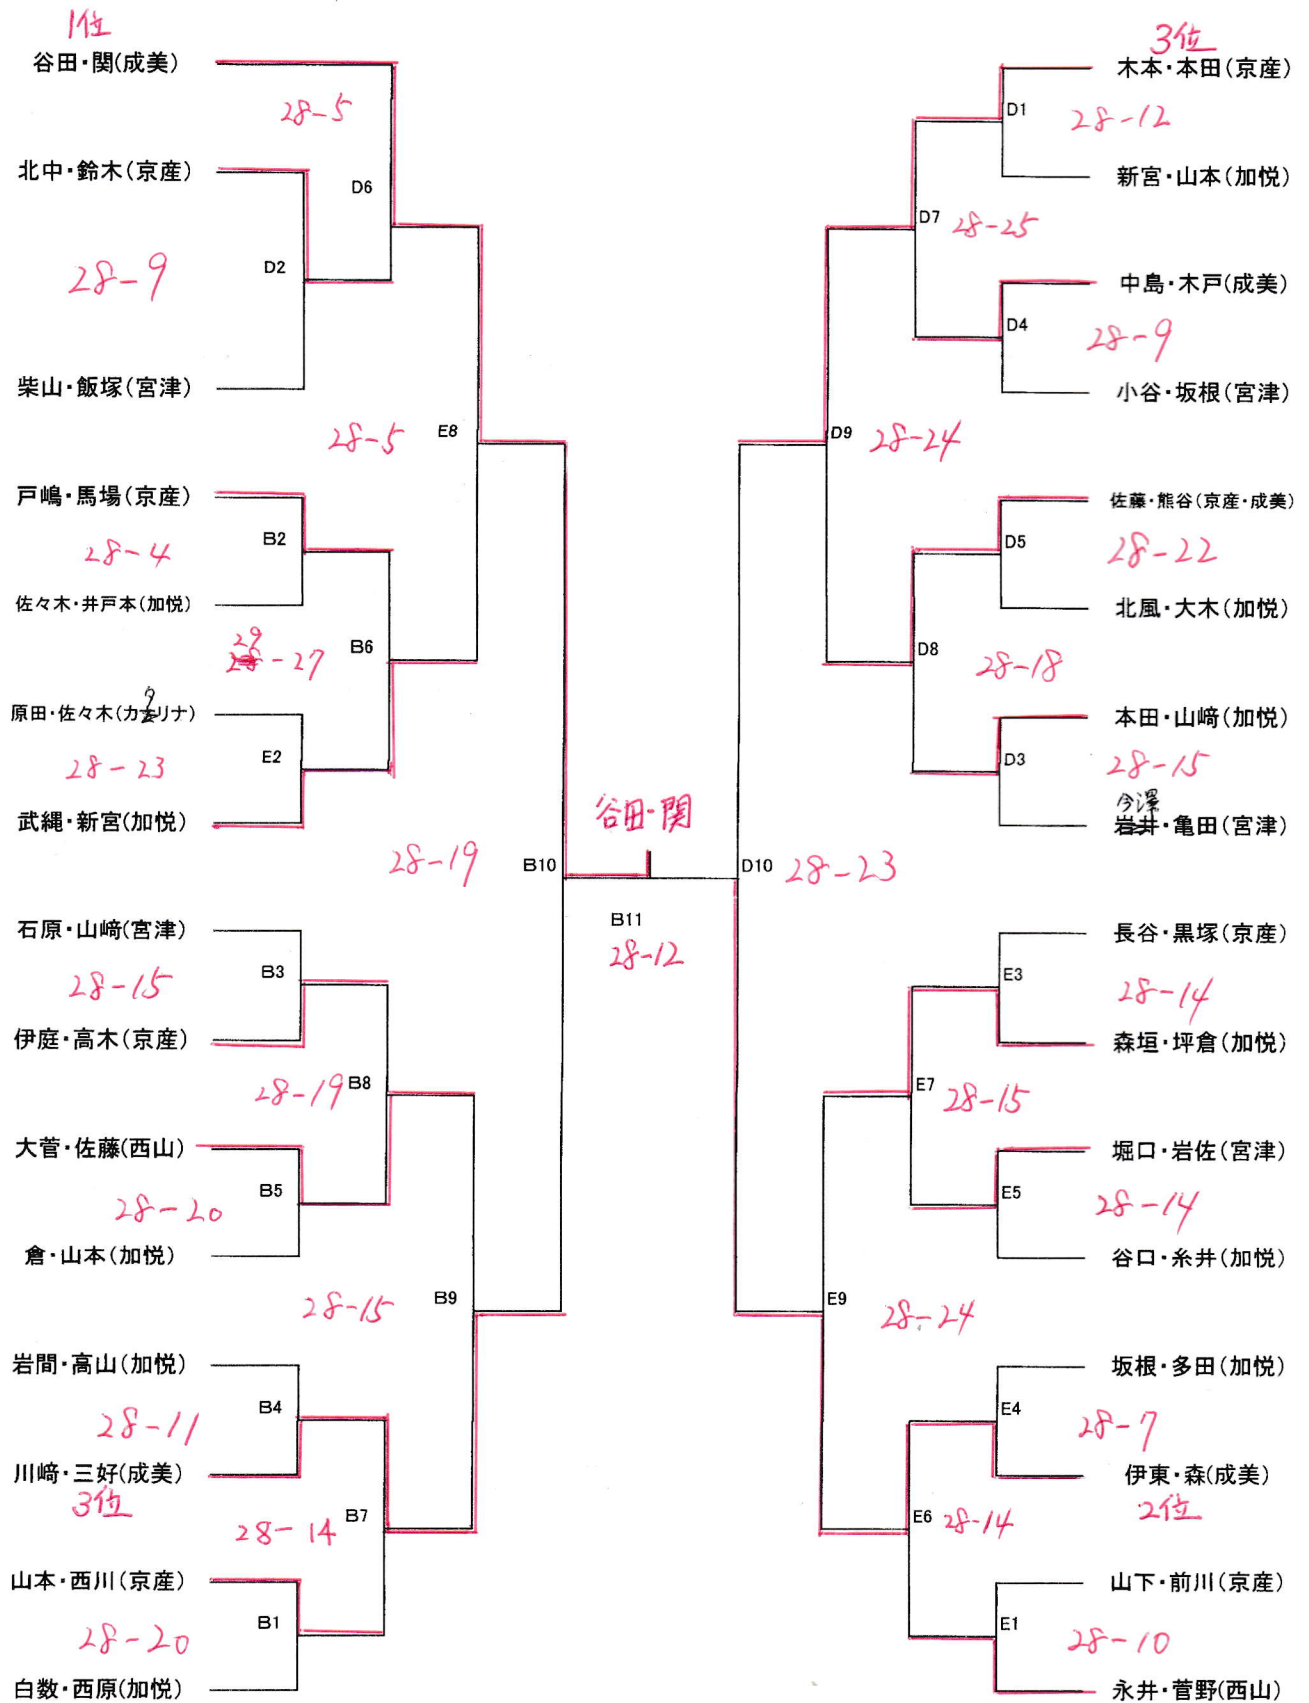 1位
谷田・関(成美)
28-5
北中・鈴木(京産)
D6
28-9
D2
柴山・飯塚(宮津)
28-5
E8
戸嶋・馬場(京産)
28-4
B2
佐々木・井戸本(加悦)
29
28-27
B6
原田・佐々木(カタリナ)
28-23
E2
武縄・新宮(加悦)
28-19
B10
石原・山﨑(宮津)
28-15
B3
伊庭・高木(京産)
28-19
B8
大菅・佐藤(西山)
28-20
B5
倉・山本(加悦)
28-15
B9
岩間・高山(加悦)
28-11
B4
川﨑・三好(成美)
3位
28-14
B7
山本・西川(京産)
28-20
B1
白数・西原(加悦)
谷田・関
B11
28-12
3位
木本・本田(京産)
D1
28-12
新宮・山本(加悦)
D7
28-25
中島・木戸(成美)
D4
28-9
小谷・坂根(宮津)
D9
28-24
佐藤・熊谷(京産・成美)
D5
28-22
北風・大木(加悦)
D8
28-18
本田・山﨑(加悦)
D3
28-15
今澤
岩井・亀田(宮津)
D10
28-23
長谷・黒塚(京産)
E3
28-14
森垣・坪倉(加悦)
E7
28-15
堀口・岩佐(宮津)
E5
28-14
谷口・糸井(加悦)
E9
28-24
坂根・多田(加悦)
E4
28-7
伊東・森(成美)
2位
E6
28-14
山下・前川(京産)
E1
28-10
永井・菅野(西山)